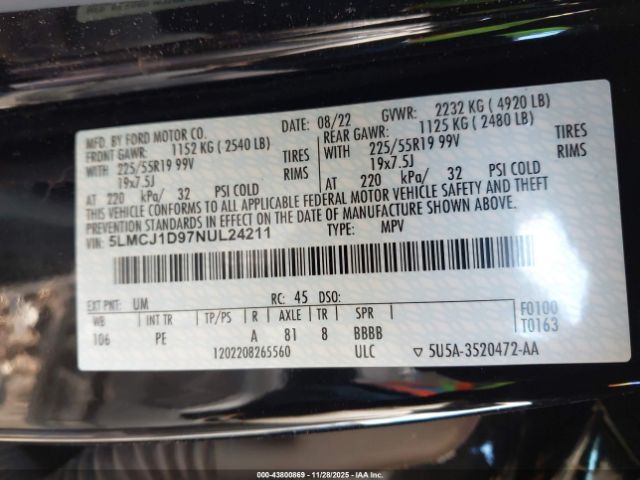 MFD. BY FORD MOTOR CO. DATE: 08/22 GVWR: 2232 KG ( 4920 LB)
FRONT GAWR: 1152 KG ( 2540 LB) REAR GAWR: 1125 KG ( 2480 LB)
WITH 225/55R19 99V TIRES WITH 225/55R19 99V TIRES
19x7.5J RIMS 19x7.5J RIMS
AT 220 kPa/ 32 PSI COLD AT 220 kPa/ 32 PSI COLD
THIS VEHICLE CONFORMS TO ALL APPLICABLE FEDERAL MOTOR VEHICLE SAFETY AND THEFT
PREVENTION STANDARDS IN EFFECT ON THE DATE OF MANUFACTURE SHOWN ABOVE.
VIN: 5LMCJ1D97NUL24211 TYPE: MPV
EXT PNT: UM RC: 45 DSO:
WB INT TR TP/PS R AXLE TR SPR F0100
106 PE A 81 8 BBBB T0163
1202208265560 ULC ▽ 5U5A-3520472-AA
000-43800869 | 11/28/2025 | IAA Inc.